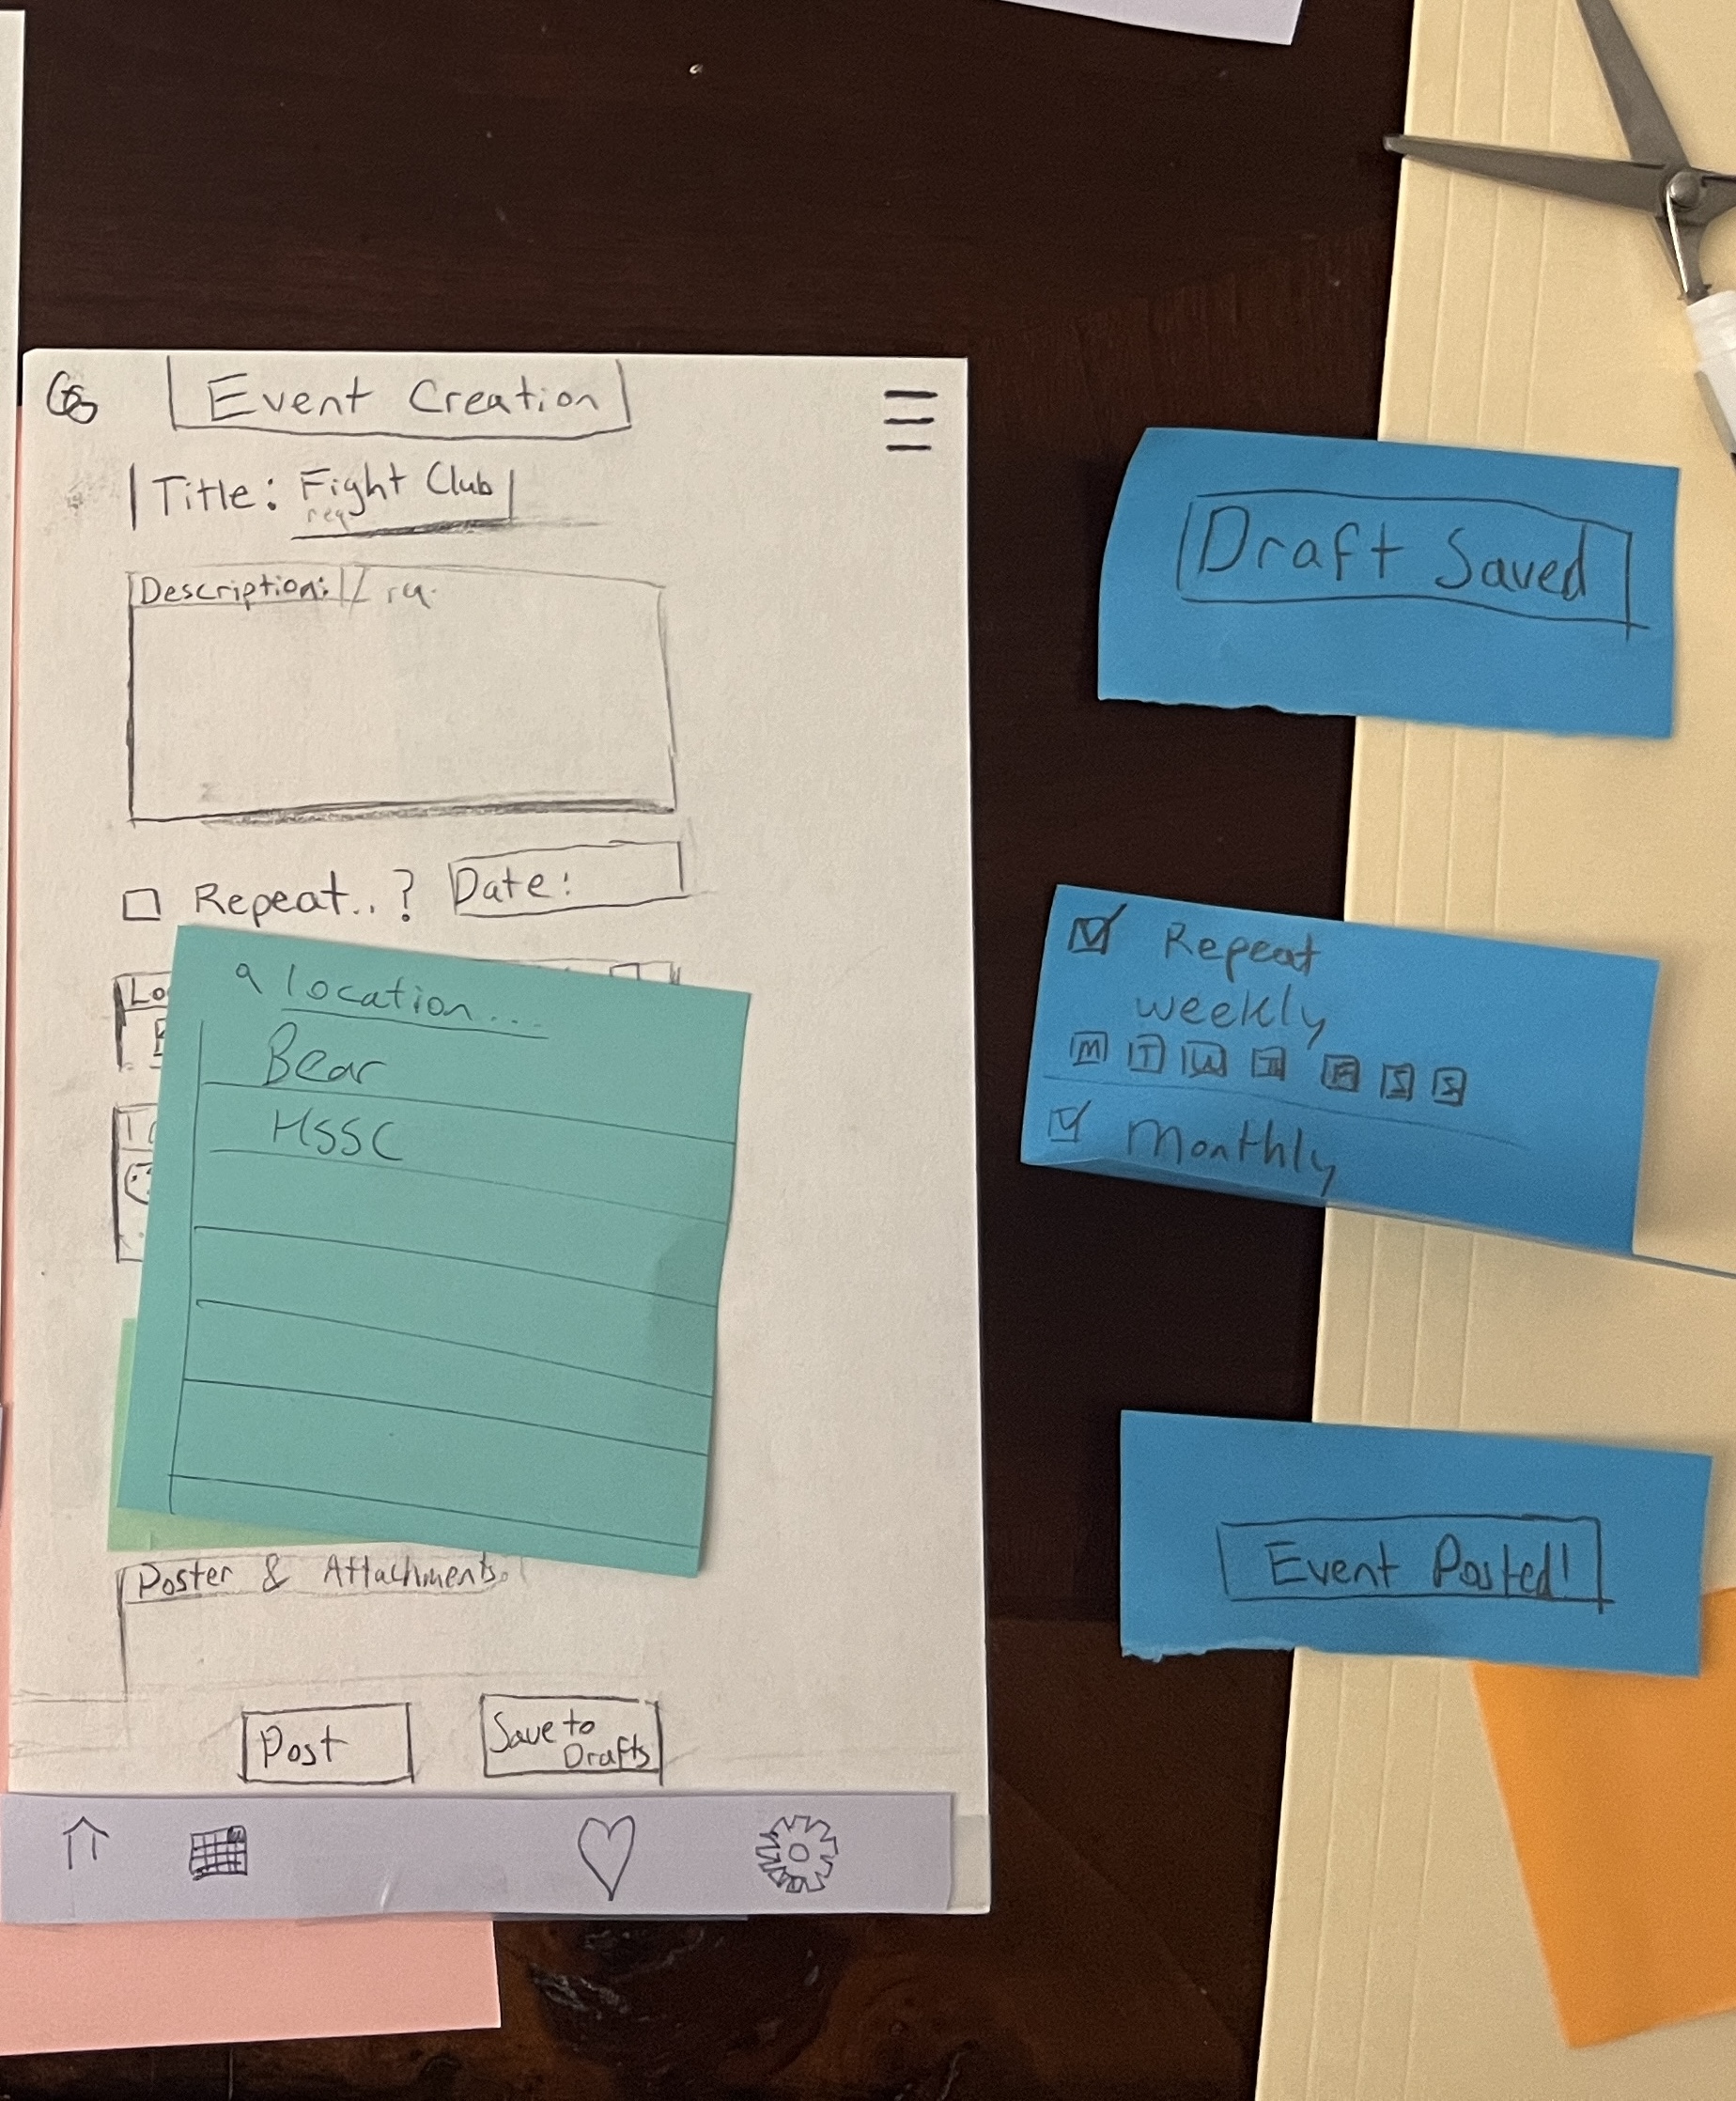 Event Creation
Title: Fight Club
req
Description:
Repeat..? Date:
Lo
location...
Bear
HSSC
Poster & Attachments
Post
Save to
Drafts
Draft Saved
Repeat
weekly
M T W T F S S
Monthly
Event Posted!